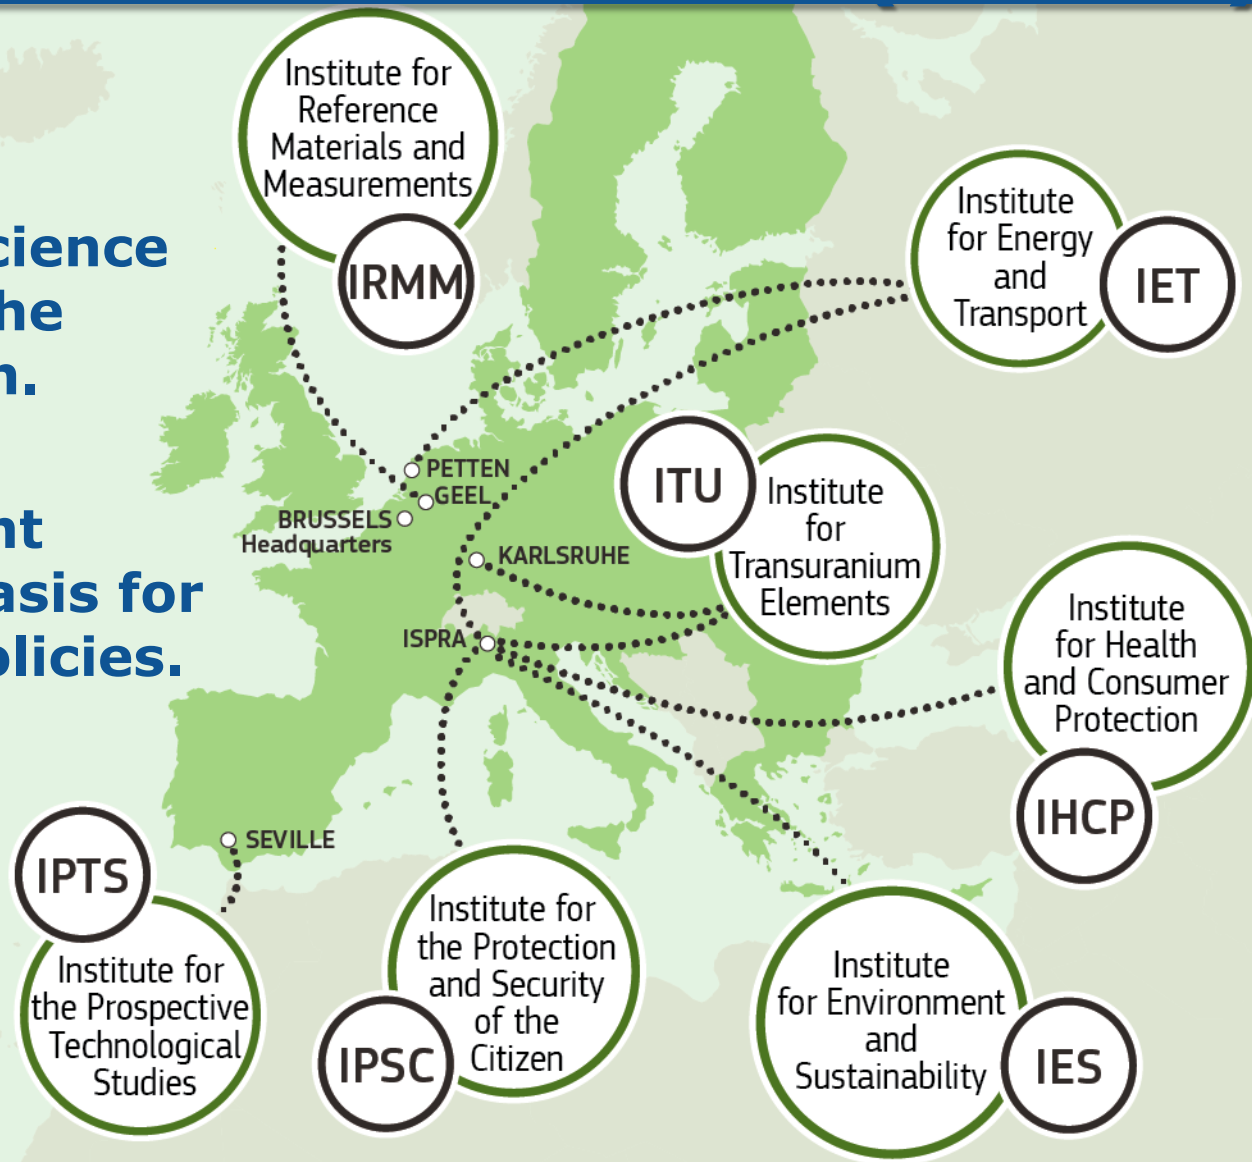 Institute for
Reference
Materials and
Measurements
IRMM
Institute
for Energy
and
Transport
IET
he
PETTEN
GEEL
BRUSSELS
Headquarters
KARLSRUHE
ISPRA
ITU
Institute
for
Transuranium
Elements
asis for
Institute
for Health
and Consumer
Protection
IHCP
SEVILLE
IPTS
Institute for
the Prospective
Technological
Studies
Institute for
the Protection
and Security
of the
Citizen
IPSC
Institute
for Environment
and
Sustainability
IES